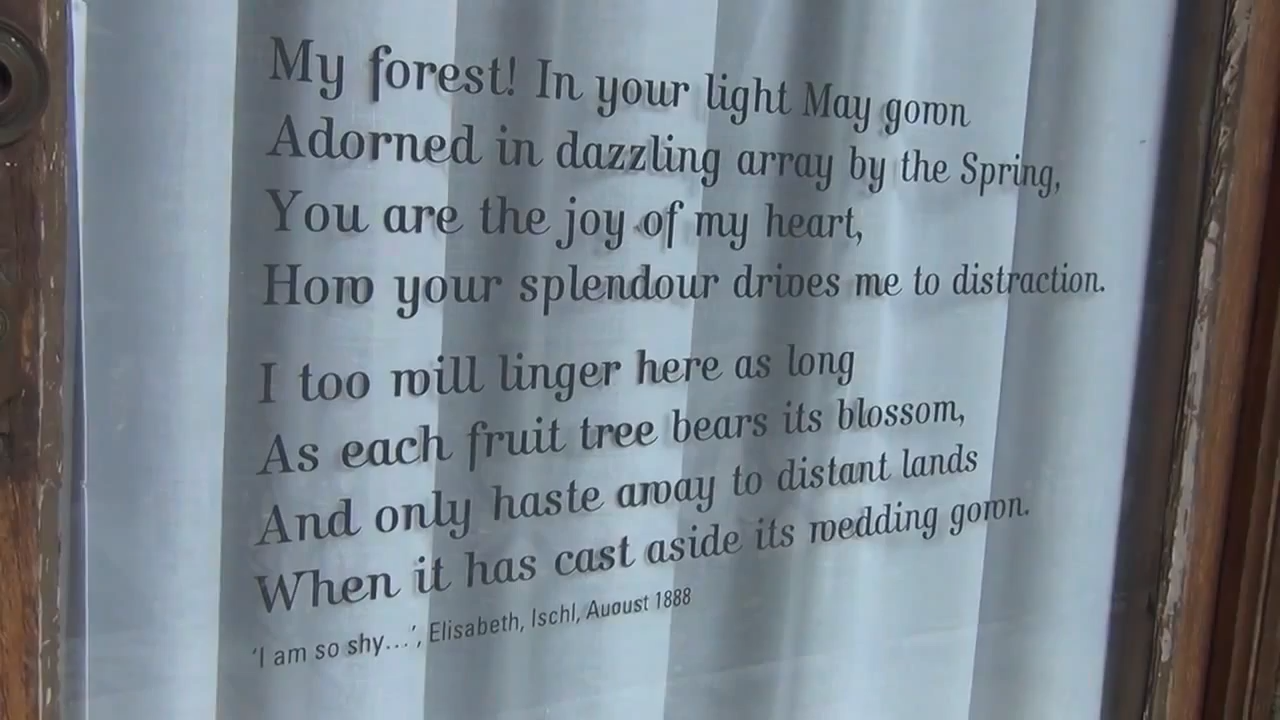 My forest! In your light May gown
Adorned in dazzling array by the Spring,
You are the joy of my heart,
How your splendour drives me to distraction.
I too will linger here as long
As each fruit tree bears its blossom,
And only haste away to distant lands
When it has cast aside its wedding gown.
'I am so shy...', Elisabeth, Ischl, August 1888